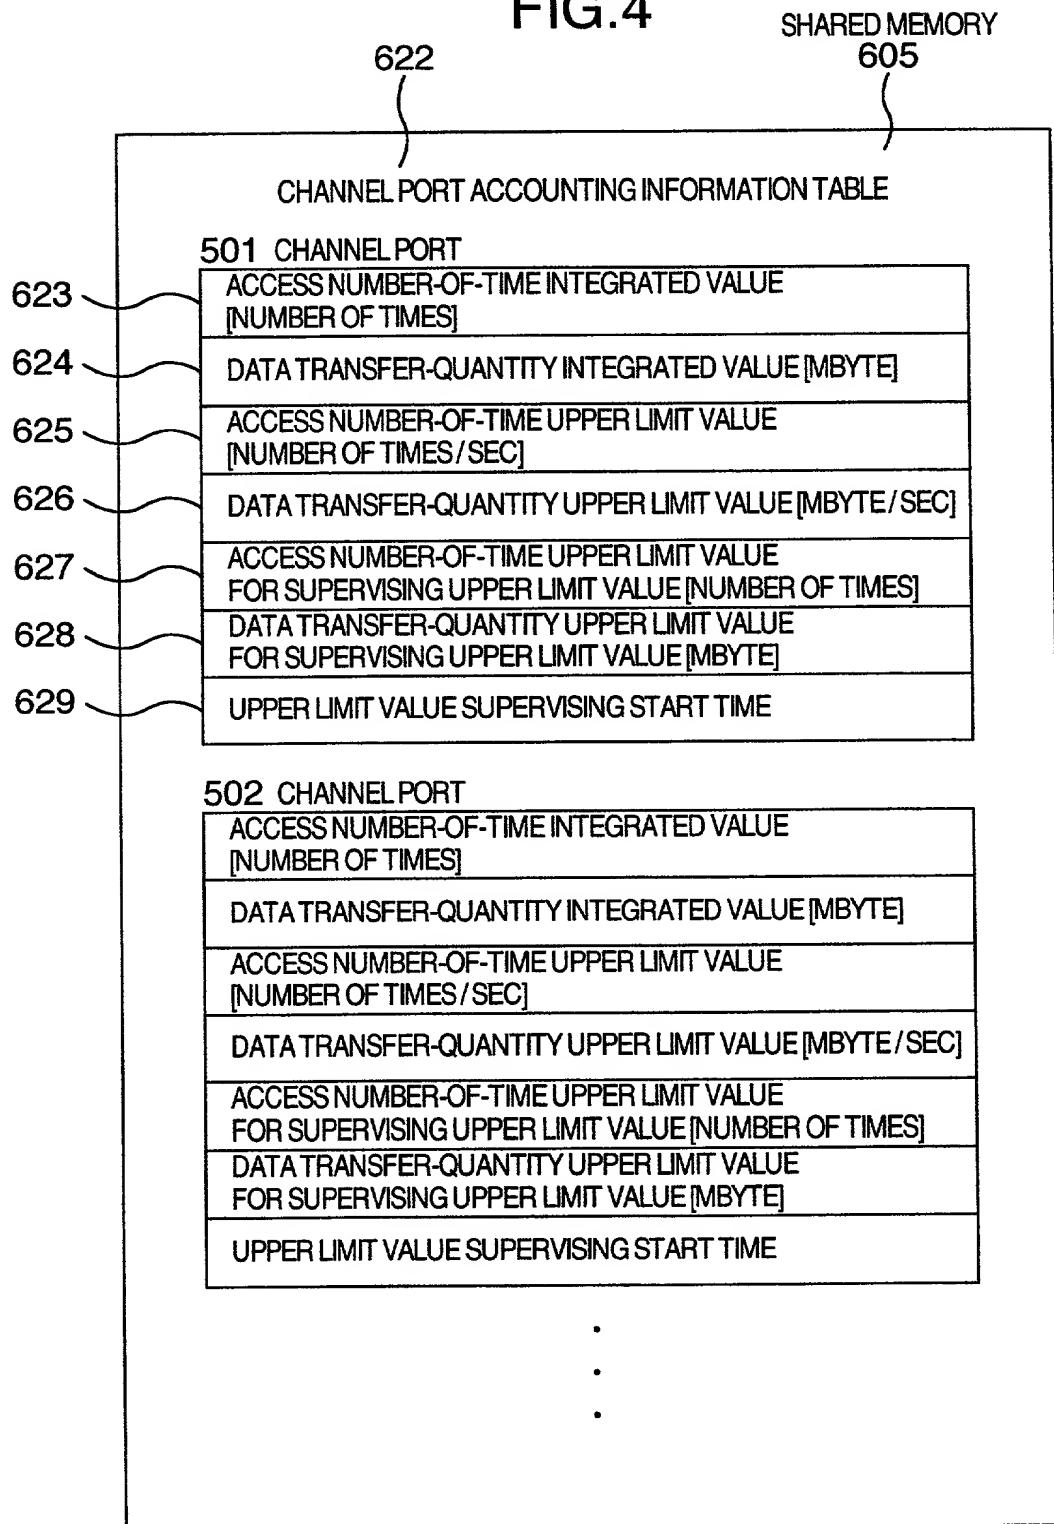 FIG.4
SHARED MEMORY
605
622
CHANNEL PORT ACCOUNTING INFORMATION TABLE
501 CHANNEL PORT
623
ACCESS NUMBER-OF-TIME INTEGRATED VALUE
[NUMBER OF TIMES]
624
DATA TRANSFER-QUANTITY INTEGRATED VALUE [MBYTE]
625
ACCESS NUMBER-OF-TIME UPPER LIMIT VALUE
[NUMBER OF TIMES / SEC]
626
DATA TRANSFER-QUANTITY UPPER LIMIT VALUE [MBYTE / SEC]
627
ACCESS NUMBER-OF-TIME UPPER LIMIT VALUE
FOR SUPERVISING UPPER LIMIT VALUE [NUMBER OF TIMES]
628
DATA TRANSFER-QUANTITY UPPER LIMIT VALUE
FOR SUPERVISING UPPER LIMIT VALUE [MBYTE]
629
UPPER LIMIT VALUE SUPERVISING START TIME
502 CHANNEL PORT
ACCESS NUMBER-OF-TIME INTEGRATED VALUE
[NUMBER OF TIMES]
DATA TRANSFER-QUANTITY INTEGRATED VALUE [MBYTE]
ACCESS NUMBER-OF-TIME UPPER LIMIT VALUE
[NUMBER OF TIMES / SEC]
DATA TRANSFER-QUANTITY UPPER LIMIT VALUE [MBYTE / SEC]
ACCESS NUMBER-OF-TIME UPPER LIMIT VALUE
FOR SUPERVISING UPPER LIMIT VALUE [NUMBER OF TIMES]
DATA TRANSFER-QUANTITY UPPER LIMIT VALUE
FOR SUPERVISING UPPER LIMIT VALUE [MBYTE]
UPPER LIMIT VALUE SUPERVISING START TIME